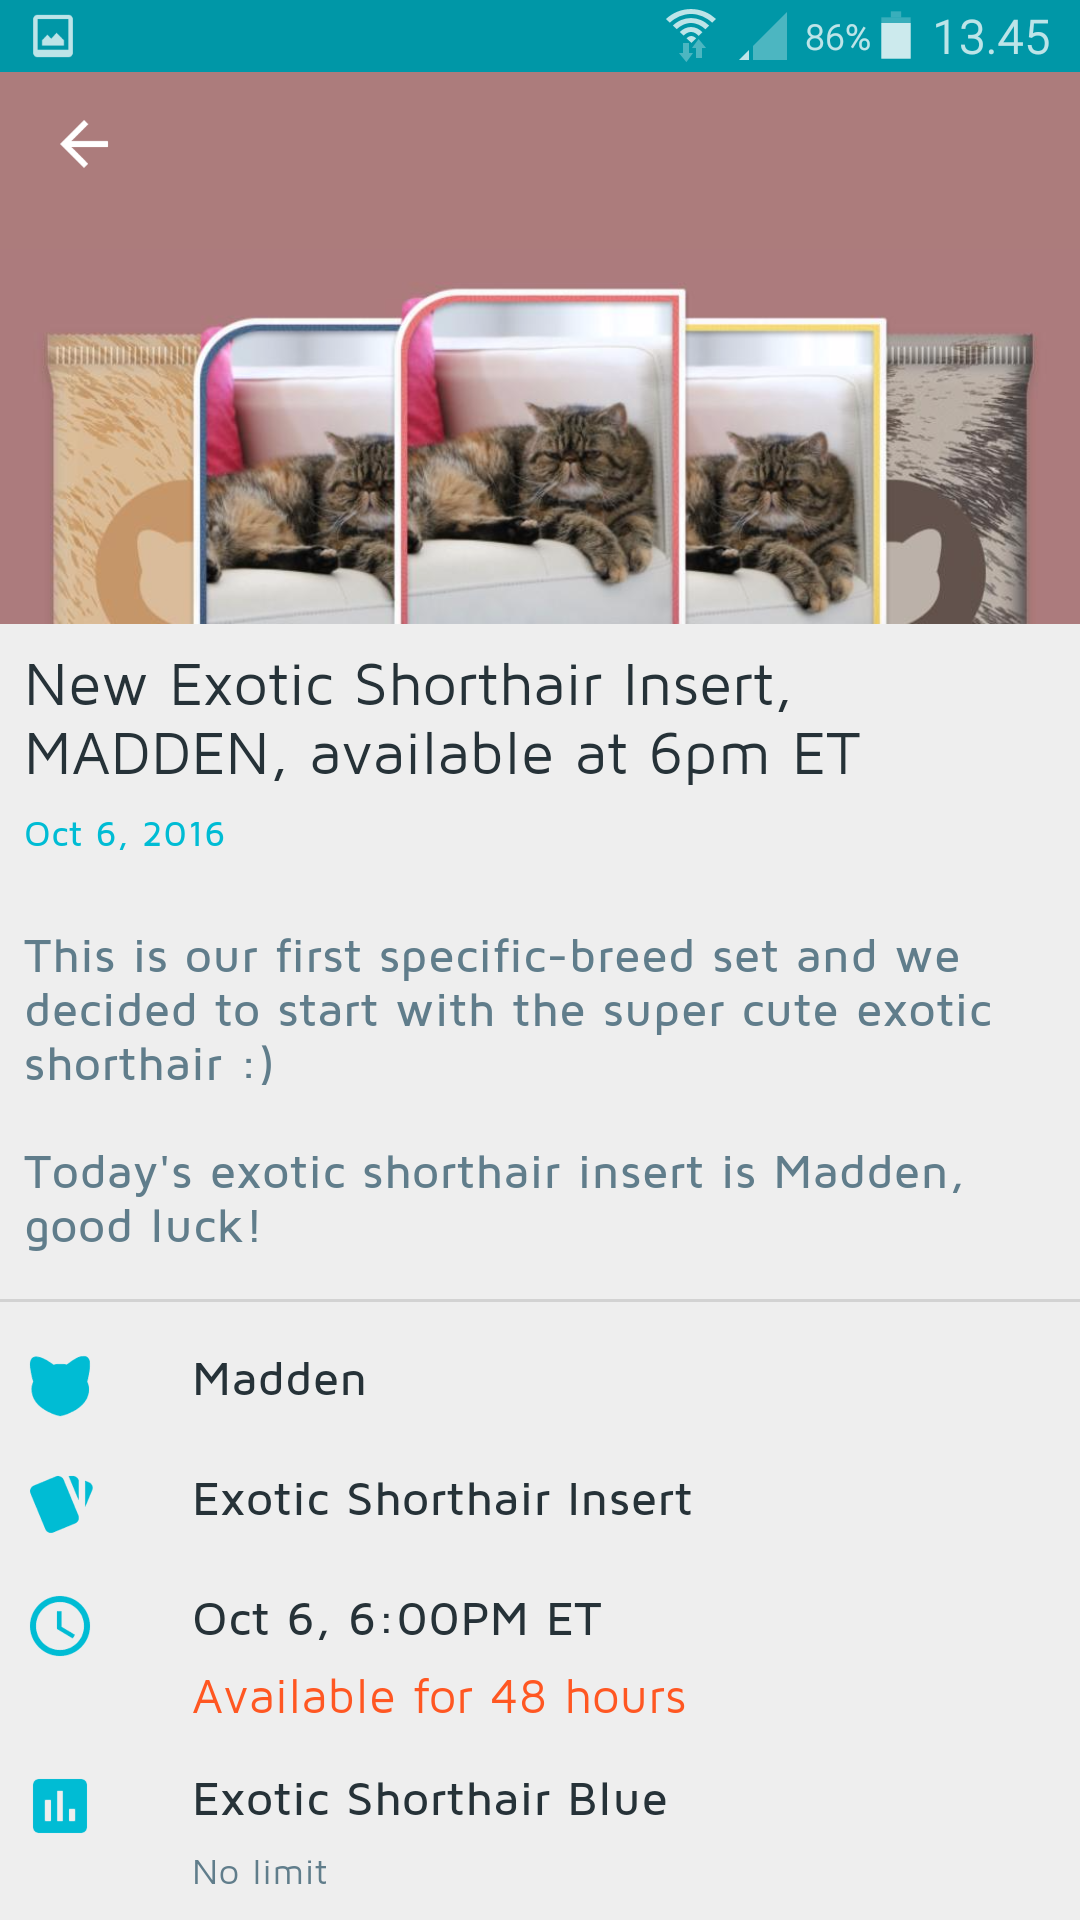 86% 13.45
New Exotic Shorthair Insert,
MADDEN, available at 6pm ET
Oct 6, 2016
This is our first specific-breed set and we
decided to start with the super cute exotic
shorthair :)
Today's exotic shorthair insert is Madden,
good luck!
Madden
Exotic Shorthair Insert
Oct 6, 6:00PM ET
Available for 48 hours
Exotic Shorthair Blue
No limit